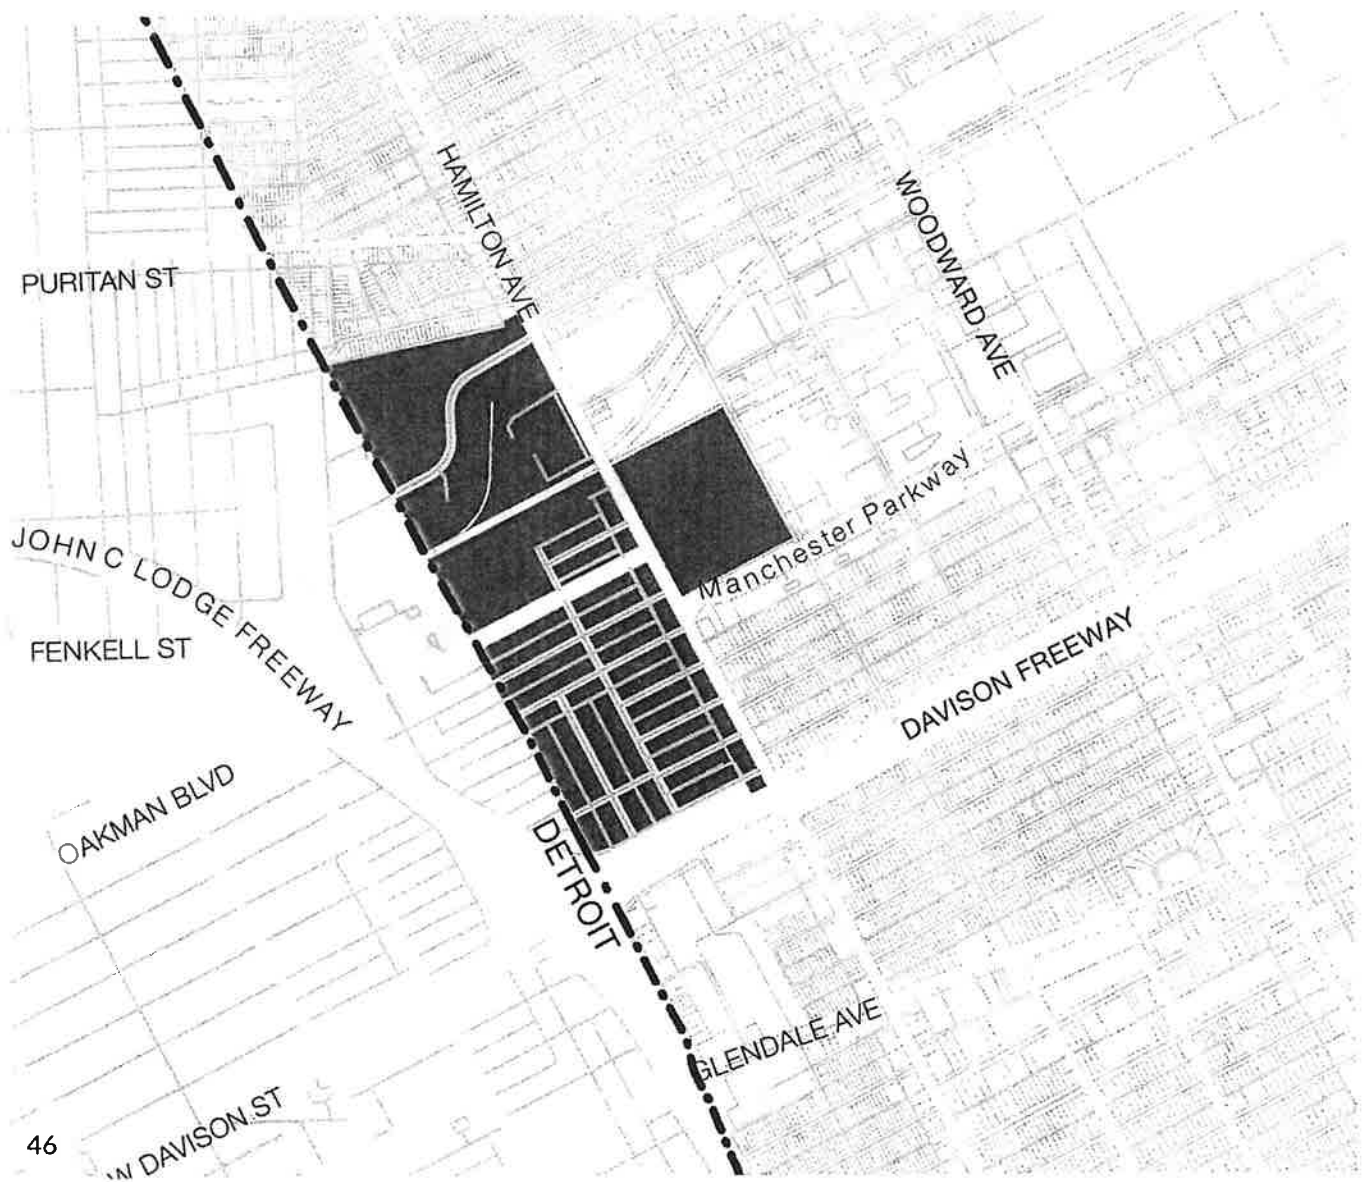 HAMILTON AVE
WOODWARD AVE
PURITAN ST
Manchester Parkway
JOHN C LODGE FREEWAY
FENKELL ST
DAVISON FREEWAY
OAKMAN BLVD
DETROIT
GLENDALE AVE
W DAVISON ST
46